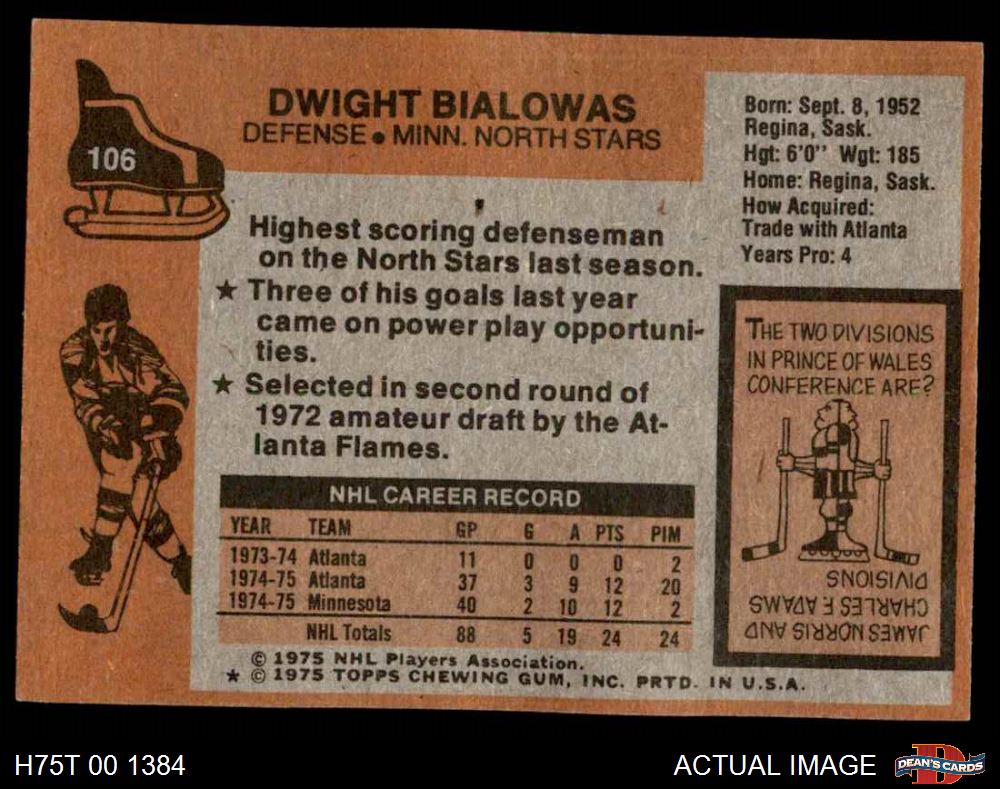 106
DWIGHT BIALOWAS
DEFENSE ● MINN. NORTH STARS
Born: Sept. 8, 1952
Regina, Sask.
Hgt: 6'0" Wgt: 185
Home: Regina, Sask.
How Acquired:
Trade with Atlanta
Years Pro: 4
Highest scoring defenseman
on the North Stars last season.
★ Three of his goals last year
came on power play opportuni-
ties.
★ Selected in second round of
1972 amateur draft by the At-
lanta Flames.
THE TWO DIVISIONS
IN PRINCE OF WALES
CONFERENCE ARE?
JAMES NORRIS AND
CHARLES F. ADAMS
DIVISIONS
NHL CAREER RECORD
YEAR TEAM GP G A PTS PIM
1973-74 Atlanta 11 0 0 0 2
1974-75 Atlanta 37 3 9 12 20
1974-75 Minnesota 40 2 10 12 2
NHL Totals 88 5 19 24 24
© 1975 NHL Players Association.
★ © 1975 TOPPS CHEWING GUM, INC. PRTD. IN U.S.A.
H75T 00 1384
ACTUAL IMAGE
D
DEAN'S CARDS